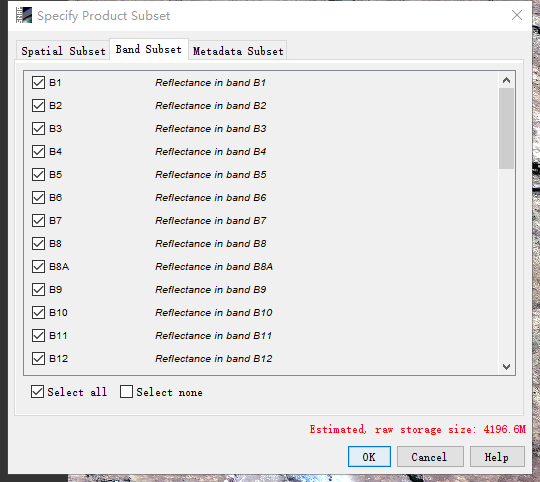 Specify Product Subset
Spatial Subset Band Subset Metadata Subset
B1 Reflectance in band B1
B2 Reflectance in band B2
B3 Reflectance in band B3
B4 Reflectance in band B4
B5 Reflectance in band B5
B6 Reflectance in band B6
B7 Reflectance in band B7
B8 Reflectance in band B8
B8A Reflectance in band B8A
B9 Reflectance in band B9
B10 Reflectance in band B10
B11 Reflectance in band B11
B12 Reflectance in band B12
Select all Select none
Estimated, raw storage size: 4196.6M
OK Cancel Help